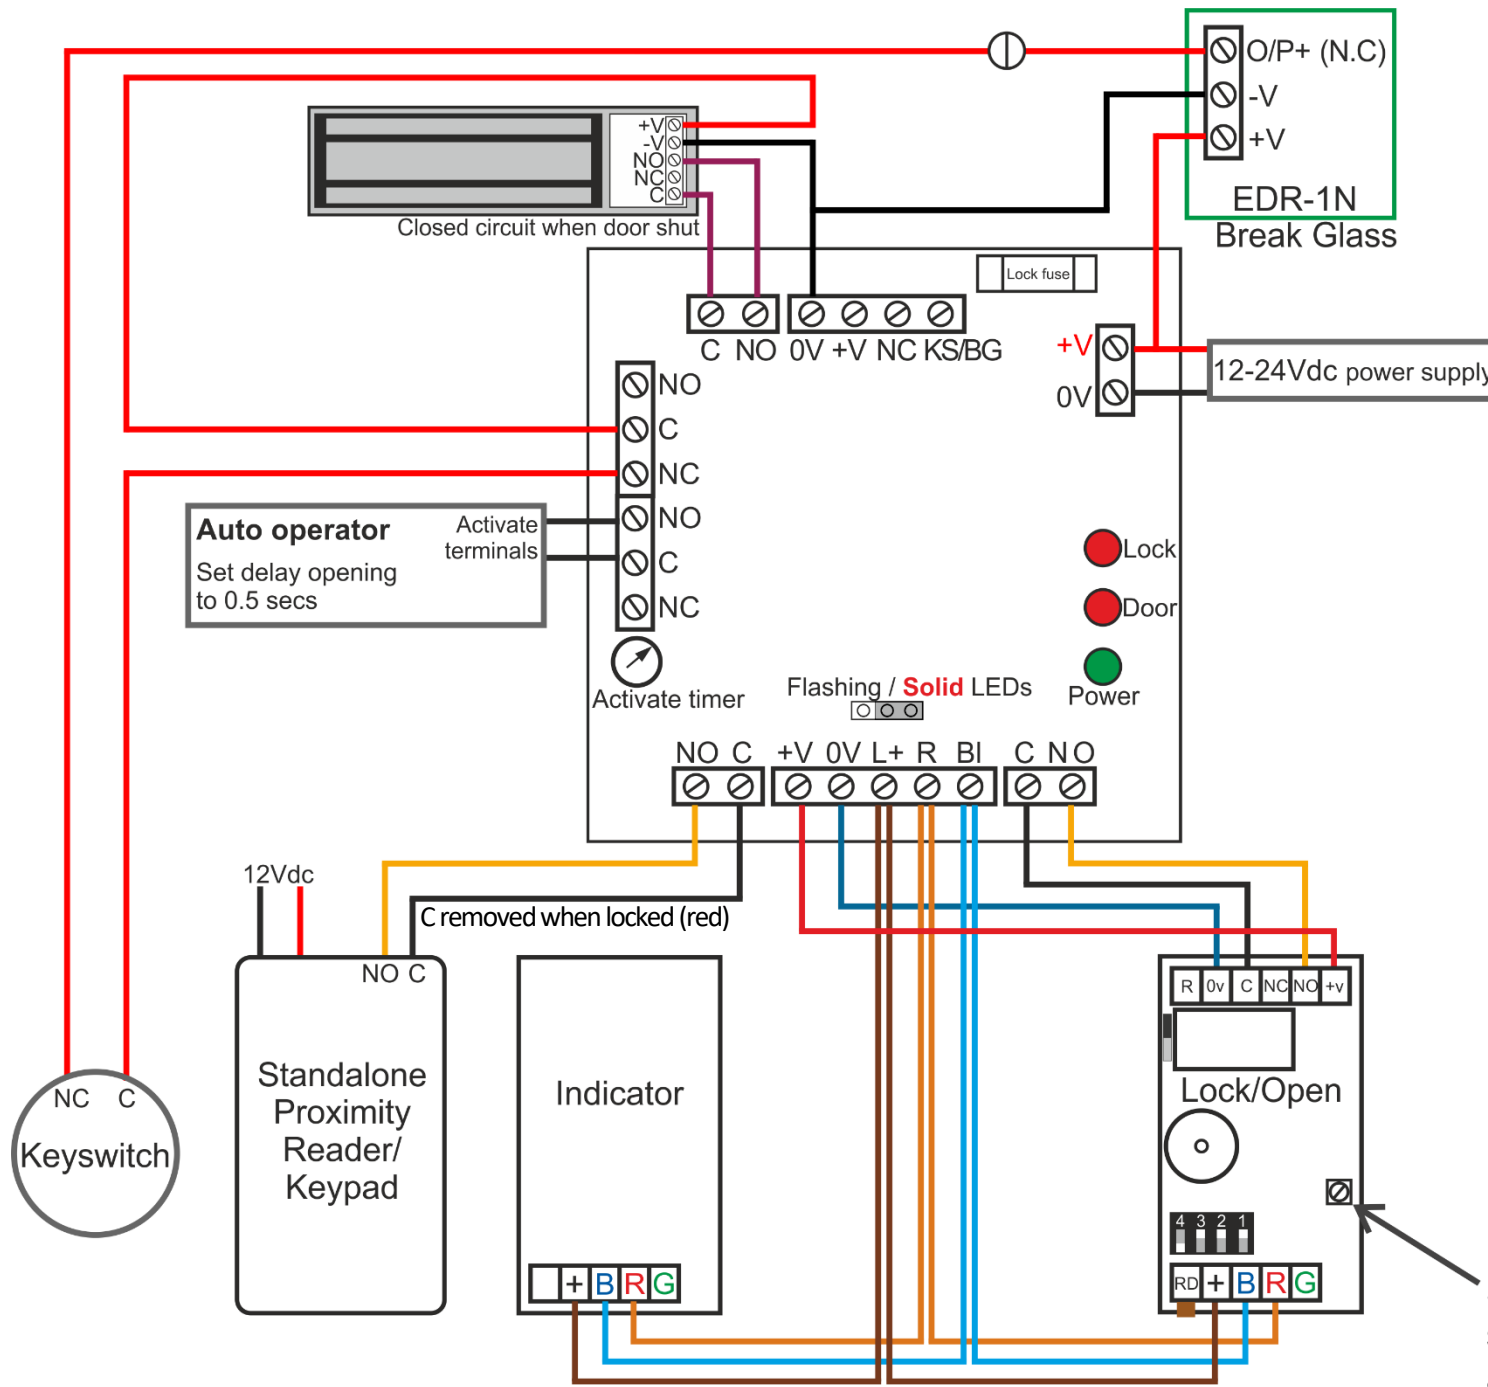 O/P+ (N.C)
-V
+V
EDR-1N
Break Glass
+V
-V
NO
NC
C
Closed circuit when door shut
Lock fuse
C NO 0V +V NC KS/BG
+V
0V
12-24Vdc power supply
NO
C
NC
NO
C
NC
Auto operator
Activate
terminals
Set delay opening
to 0.5 secs
Lock
Door
Power
Activate timer
Flashing / Solid LEDs
NO C +V 0V L+ R Bl C NO
12Vdc
C removed when locked (red)
NO C
Standalone
Proximity
Reader/
Keypad
NC C
Keyswitch
Indicator
+ B R G
R 0v C NC NO +v
Lock/Open
4 3 2 1
RD + B R G